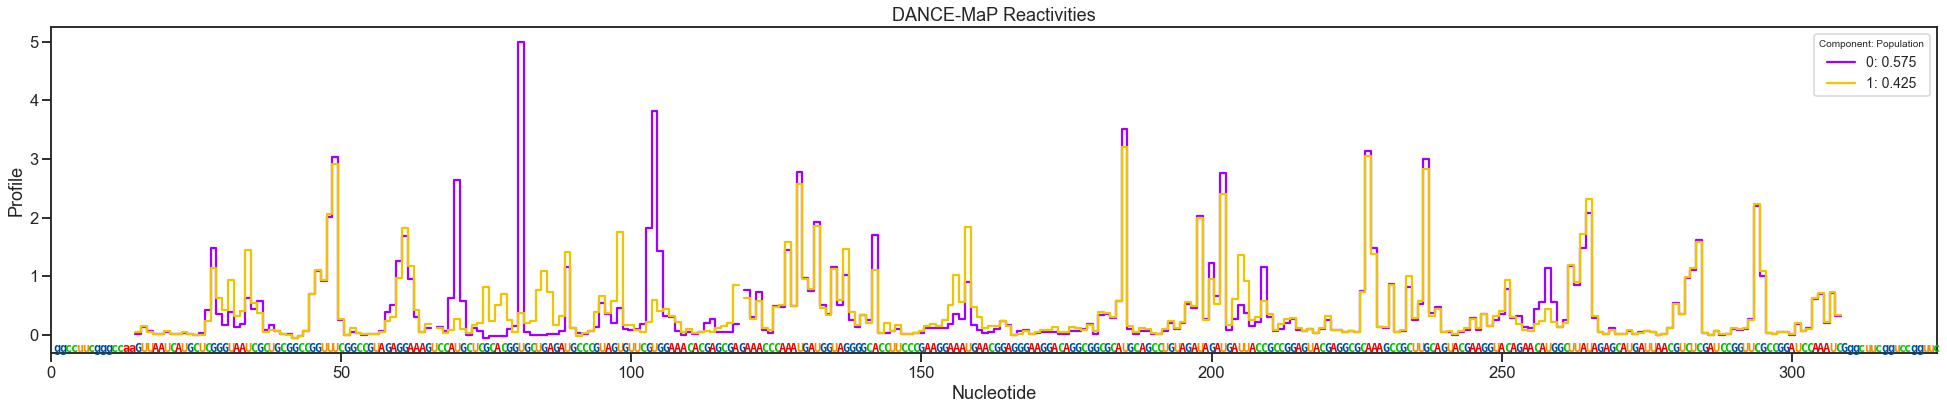 DANCE-MaP Reactivities
Component: Population
0: 0.575
1: 0.425
Profile
5
4
3
2
1
0
ggccuucgggccaaGUUAAUCAUGCUCGGGUAAUCGCUGCGGCCGGUUUCGGCCGUAGAGGAAAGUCCAUGCUCGCACGGUGCUGAGAUGCCCGUAGUGUUCGUGGAAACACGAGCGAGAAACCCAAAUGAUGGUAGGGGCACCUUCCCGAAGGAAAUGAACGGAGGGAAGGACAGGCGGCGCAUGCAGCCUGUAGAUAGAUGAUUACCGCCGGAGUACGAGGCGCAAAGCCGCUUGCAGUACGAAGGUACAGAACAUGGCUUAUAGAGCAUGAUUAACGUCUCGAUCCGGUUCGCCGGAUCCAAAUCGggcuucgguccgguuc
0 50 100 150 200 250 300
Nucleotide